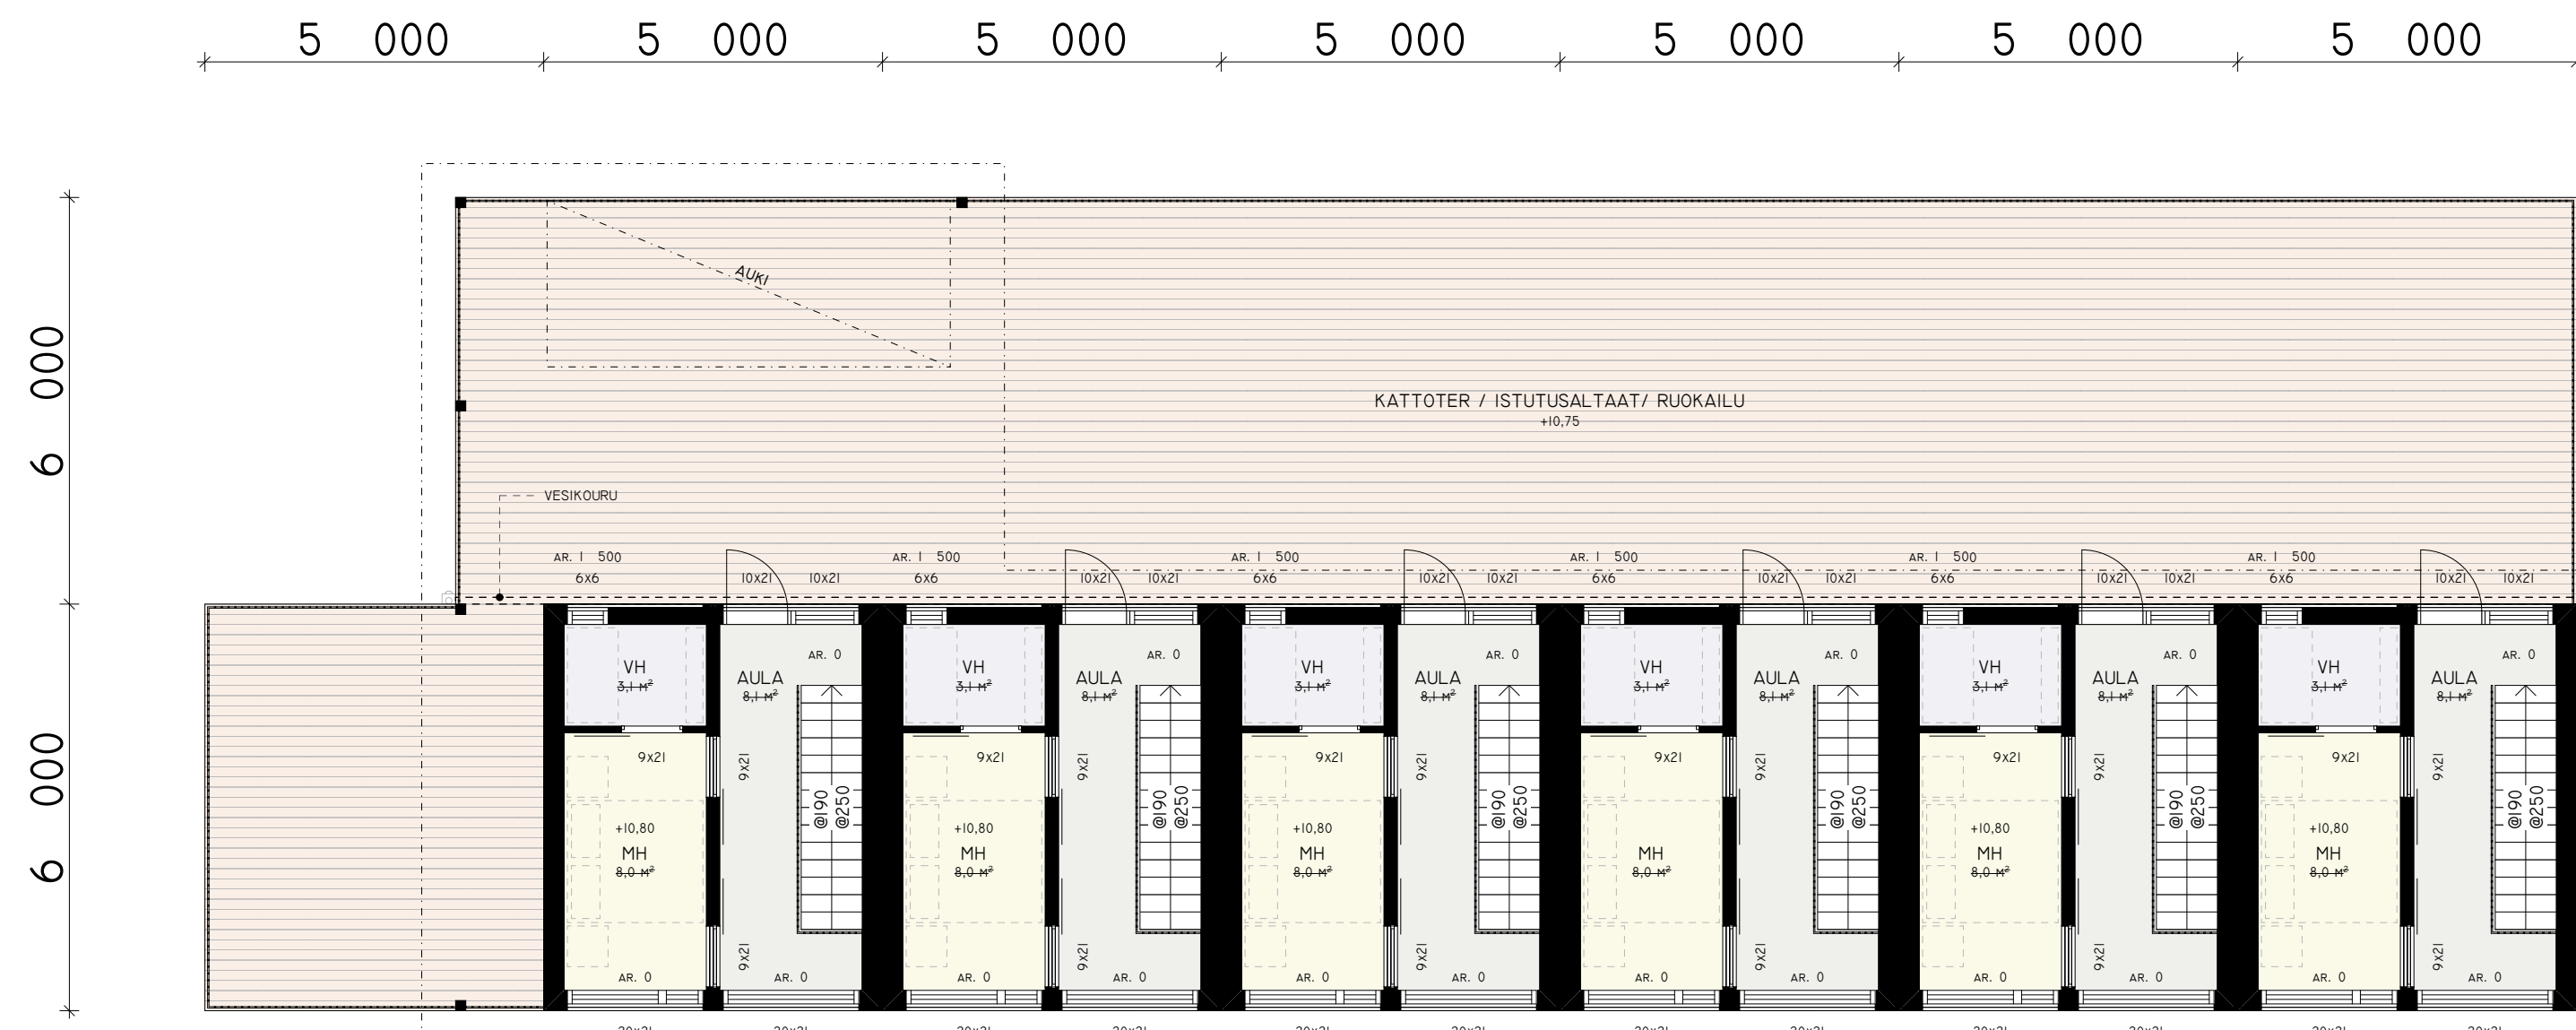 5 000 5 000 5 000 5 000 5 000 5 000 5 000
6 000
6 000
AUKI
KATTOTER / ISTUTUSALTAAT/ RUOKAILU
+10,75
VESIKOURU
AR. 1 500 AR. 1 500 AR. 1 500 AR. 1 500 AR. 1 500 AR. 1 500
6x6 10x21 10x21 6x6 10x21 10x21 6x6 10x21 10x21 6x6 10x21 10x21 6x6 10x21 10x21 6x6 10x21 10x21
AR. 0 AR. 0 AR. 0 AR. 0 AR. 0 AR. 0
VH VH VH VH VH VH
AULA AULA AULA AULA AULA AULA
3,1 M² 3,1 M² 3,1 M² 3,1 M² 3,1 M² 3,1 M²
8,1 M² 8,1 M² 8,1 M² 8,1 M² 8,1 M² 8,1 M²
9x21 9x21 9x21 9x21 9x21 9x21
9x21 9x21 9x21 9x21 9x21 9x21
@190 @190 @190 @190 @190 @190
@250 @250 @250 @250 @250 @250
+10,80 +10,80 +10,80 +10,80 +10,80
MH MH MH MH MH MH
8,0 M² 8,0 M² 8,0 M² 8,0 M² 8,0 M² 8,0 M²
9x21 9x21 9x21 9x21 9x21 9x21
AR. 0 AR. 0 AR. 0 AR. 0 AR. 0 AR. 0 AR. 0 AR. 0 AR. 0 AR. 0 AR. 0 AR. 0